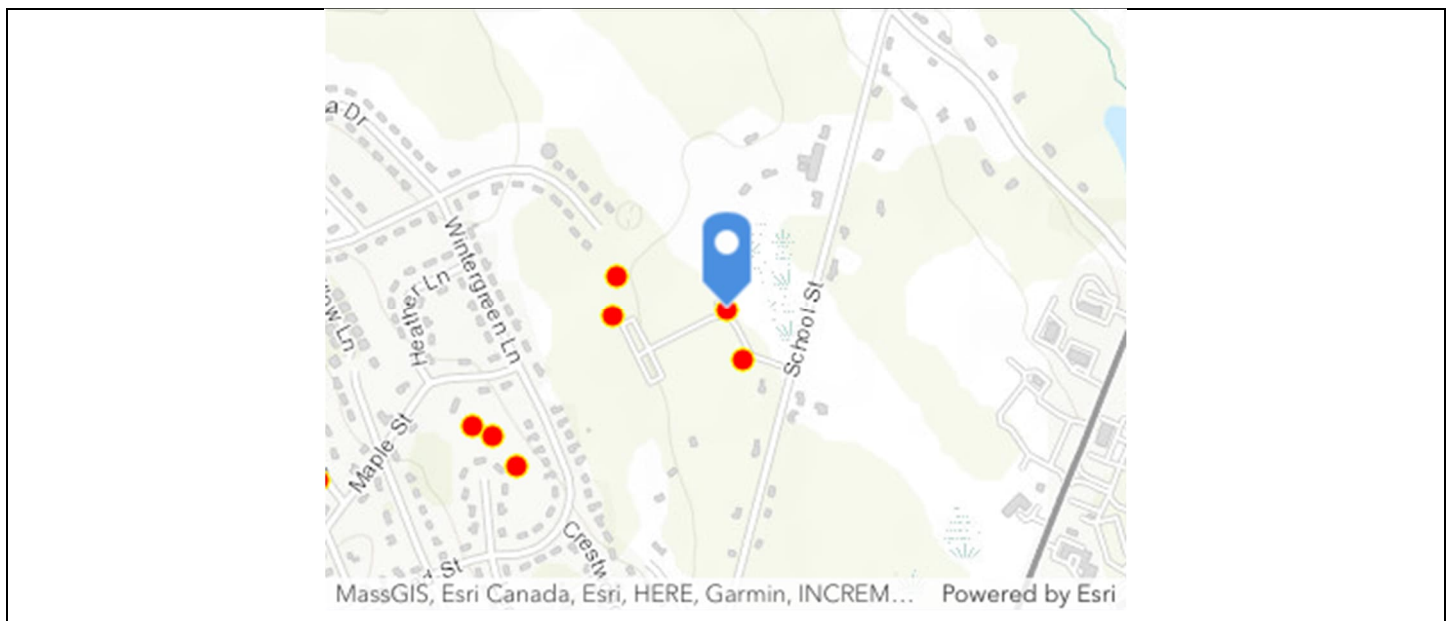 a Dr
Wintergreen Ln
Heather Ln
ow Ln
School St
Maple St
Crestw
St
MassGIS, Esri Canada, Esri, HERE, Garmin, INCREM... Powered by Esri